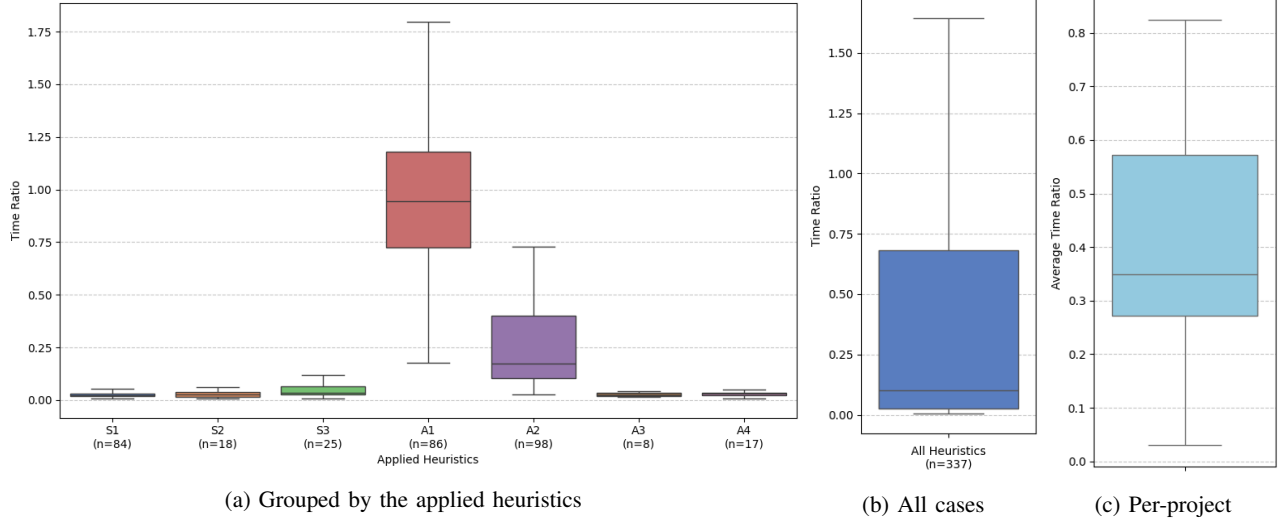 1.75
1.50
1.25
1.00
0.75
0.50
0.25
0.00
Time Ratio
S1 S2 S3 A1 A2 A3 A4
(n=84) (n=18) (n=25) (n=86) (n=98) (n=8) (n=17)
Applied Heuristics
(a) Grouped by the applied heuristics
1.50
1.25
1.00
0.75
0.50
0.25
0.00
Time Ratio
All Heuristics
(n=337)
(b) All cases
0.8
0.7
0.6
0.5
0.4
0.3
0.2
0.1
0.0
Average Time Ratio
(c) Per-project